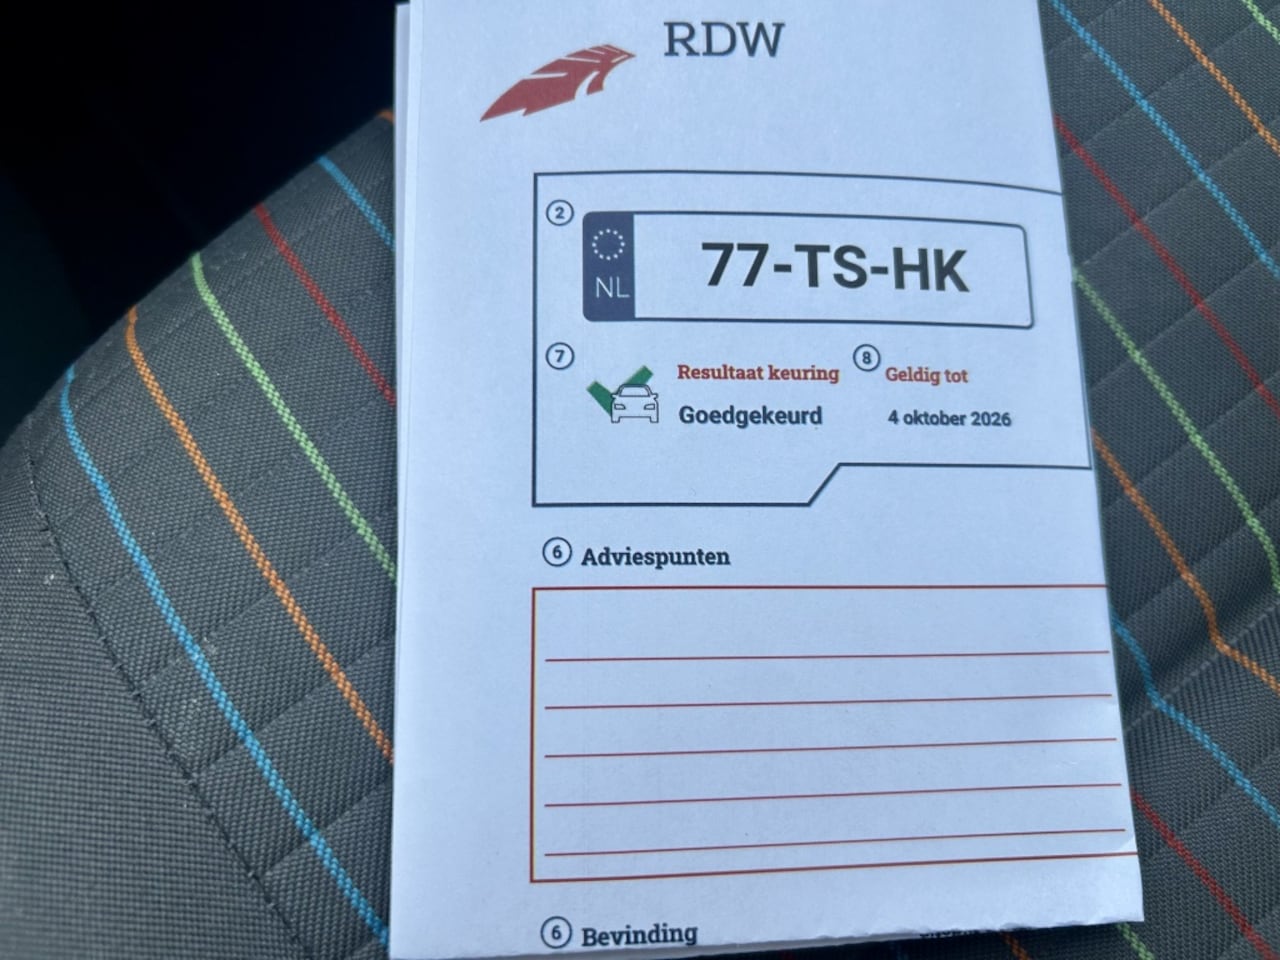 RDW
2
NL
77-TS-HK
7
Resultaat keuring
8
Geldig tot
Goedgekeurd
4 oktober 2026
6 Adviespunten
6 Bevinding